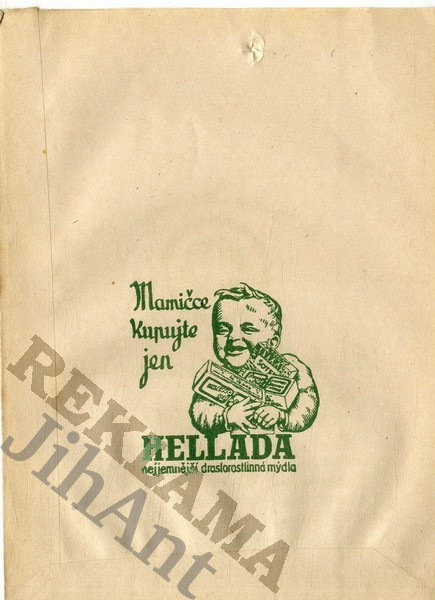 Mamičce
kupujte
jen
HELLADA
nejjemnější draslorostlinná mýdla
REKLAMA
JihAnt